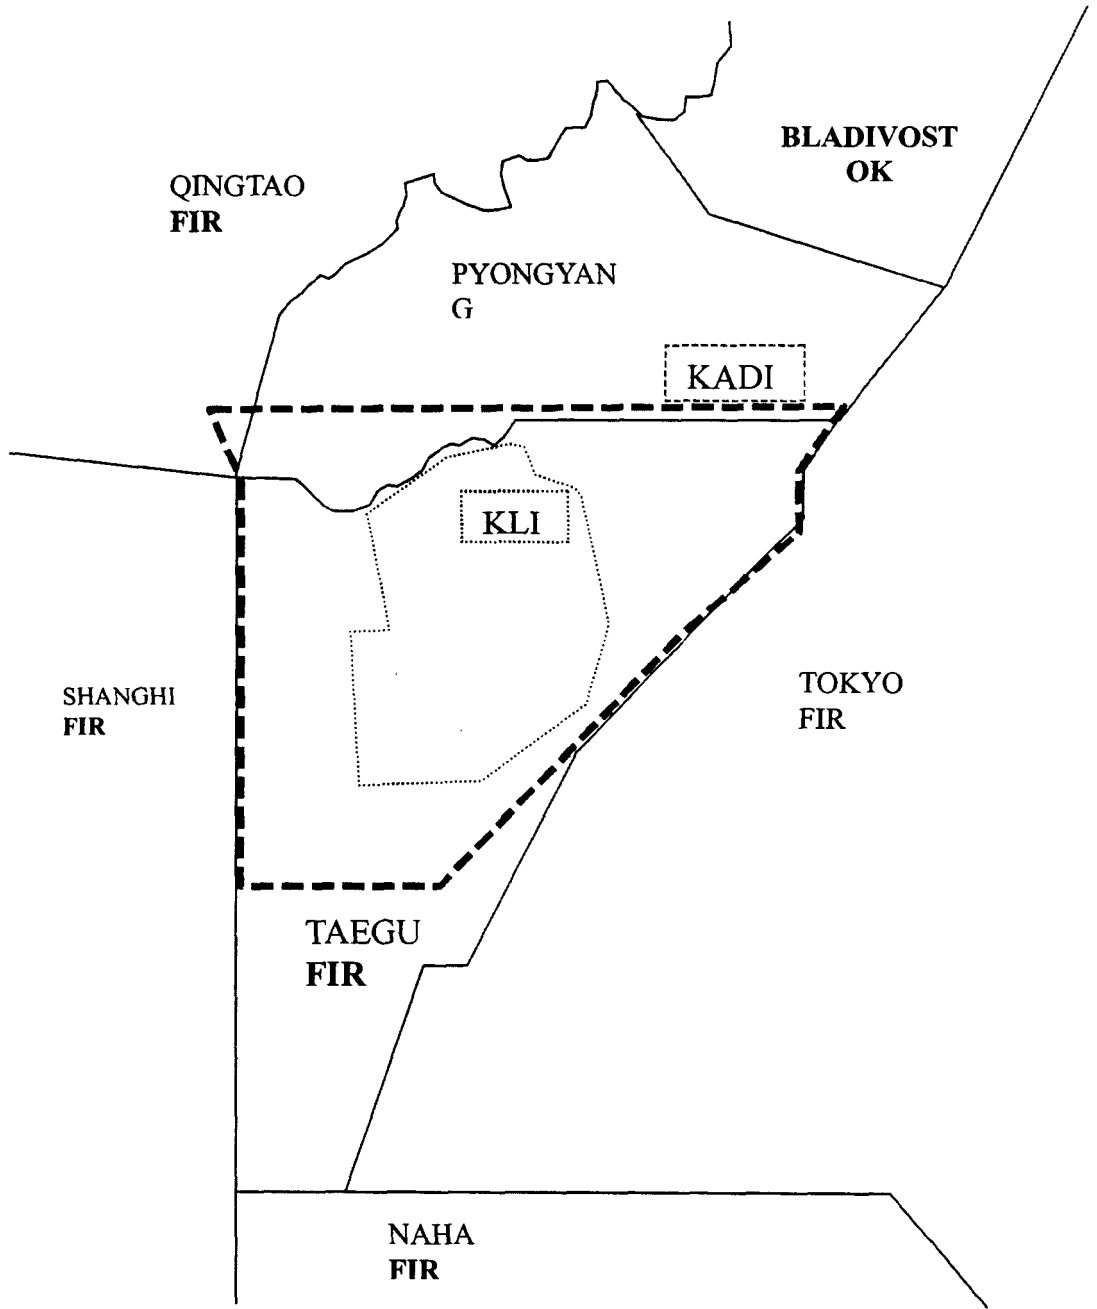 BLADIVOST
OK
QINGTAO
FIR
PYONGYAN
G
KADI
KLI
SHANGHI
FIR
TOKYO
FIR
TAEGU
FIR
NAHA
FIR